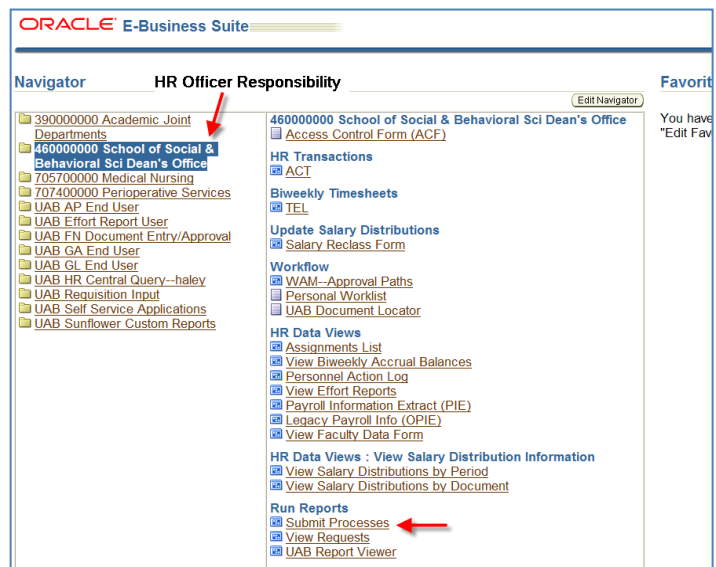 ORACLE E-Business Suite
Navigator
HR Officer Responsibility
Favorit
Edit Navigator
390000000 Academic Joint
Departments
460000000 School of Social &
Behavioral Sci Dean's Office
705700000 Medical Nursing
707400000 Perioperative Services
UAB AP End User
UAB Effort Report User
UAB FN Document Entry/Approval
UAB GA End User
UAB GL End User
UAB HR Central Query--haley
UAB Requisition Input
UAB Self Service Applications
UAB Sunflower Custom Reports
460000000 School of Social & Behavioral Sci Dean's Office
Access Control Form (ACF)
HR Transactions
ACT
Biweekly Timesheets
TEL
Update Salary Distributions
Salary Reclass Form
Workflow
WAM--Approval Paths
Personal Worklist
UAB Document Locator
HR Data Views
Assignments List
View Biweekly Accrual Balances
Personnel Action Log
View Effort Reports
Payroll Information Extract (PIE)
Legacy Payroll Info (OPIE)
View Faculty Data Form
HR Data Views : View Salary Distribution Information
View Salary Distributions by Period
View Salary Distributions by Document
Run Reports
Submit Processes
View Requests
UAB Report Viewer
You have
"Edit Fav